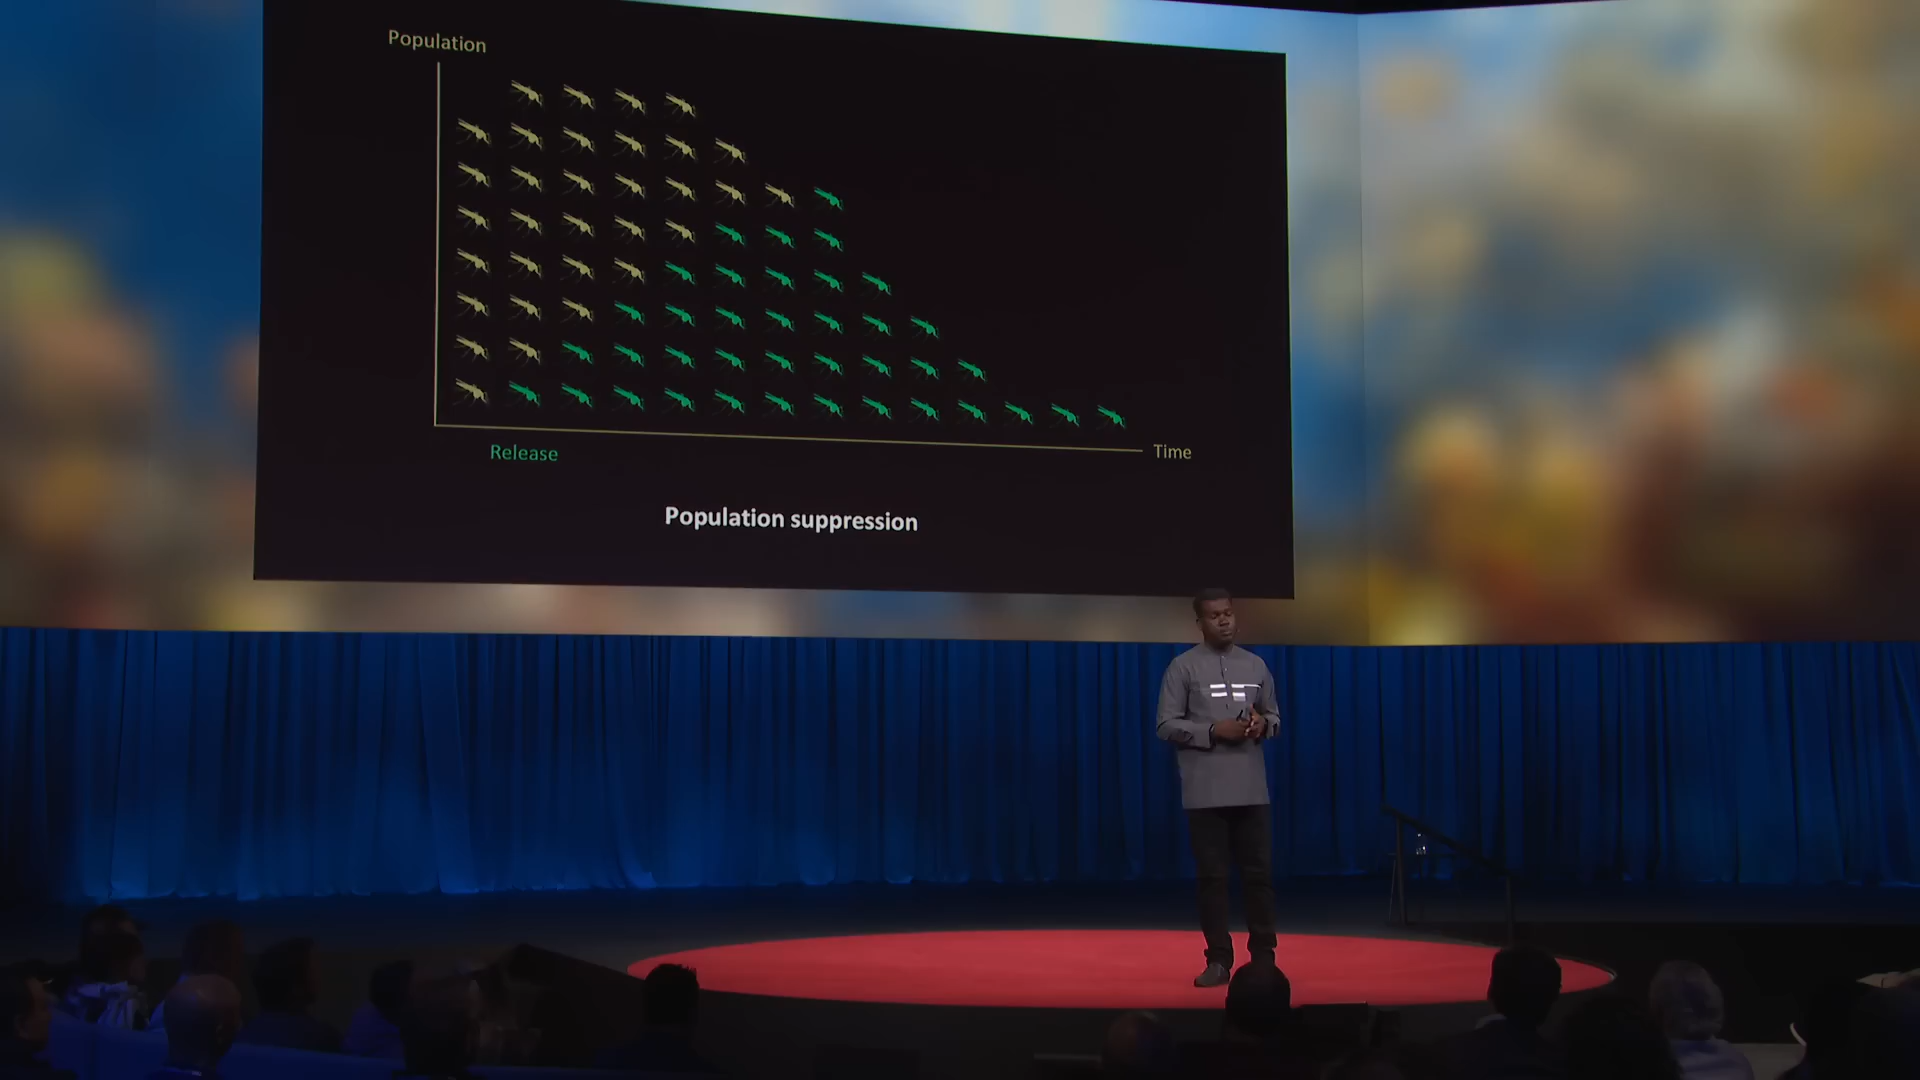 Population
Release
Time
Population suppression